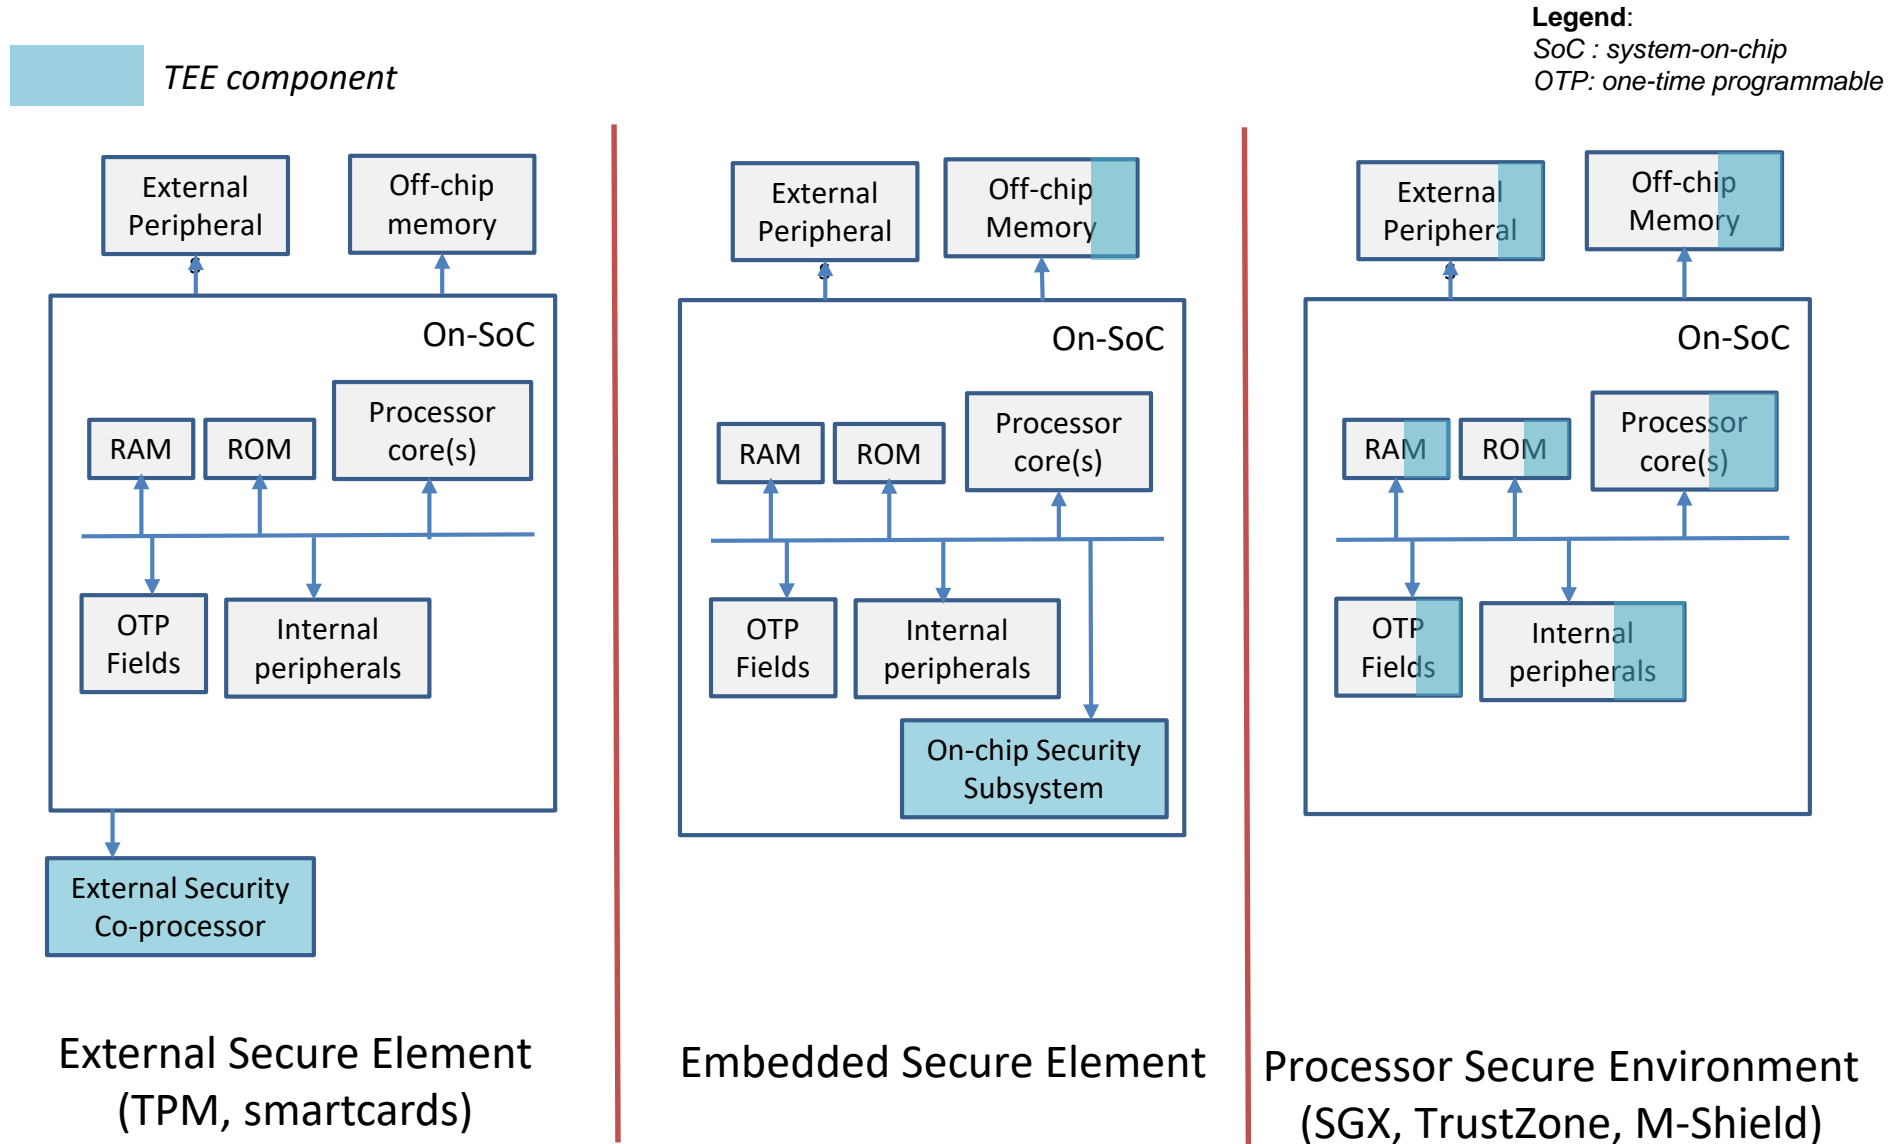 TEE component
Legend:
SoC : system-on-chip
OTP: one-time programmable
External
Peripheral
s
Off-chip
memory
On-SoC
RAM
ROM
Processor
core(s)
OTP
Fields
Internal
peripherals
External Security
Co-processor
External Secure Element
(TPM, smartcards)
External
Peripheral
s
Off-chip
Memory
On-SoC
RAM
ROM
Processor
core(s)
OTP
Fields
Internal
peripherals
On-chip Security
Subsystem
Embedded Secure Element
External
Peripheral
s
Off-chip
Memory
On-SoC
RAM
ROM
Processor
core(s)
OTP
Fields
Internal
peripherals
Processor Secure Environment
(SGX, TrustZone, M-Shield)